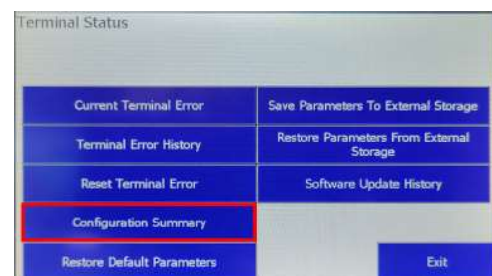 Terminal Status
Current Terminal Error
Save Parameters To External Storage
Terminal Error History
Restore Parameters From External
Storage
Reset Terminal Error
Software Update History
Configuration Summary
Restore Default Parameters
Exit